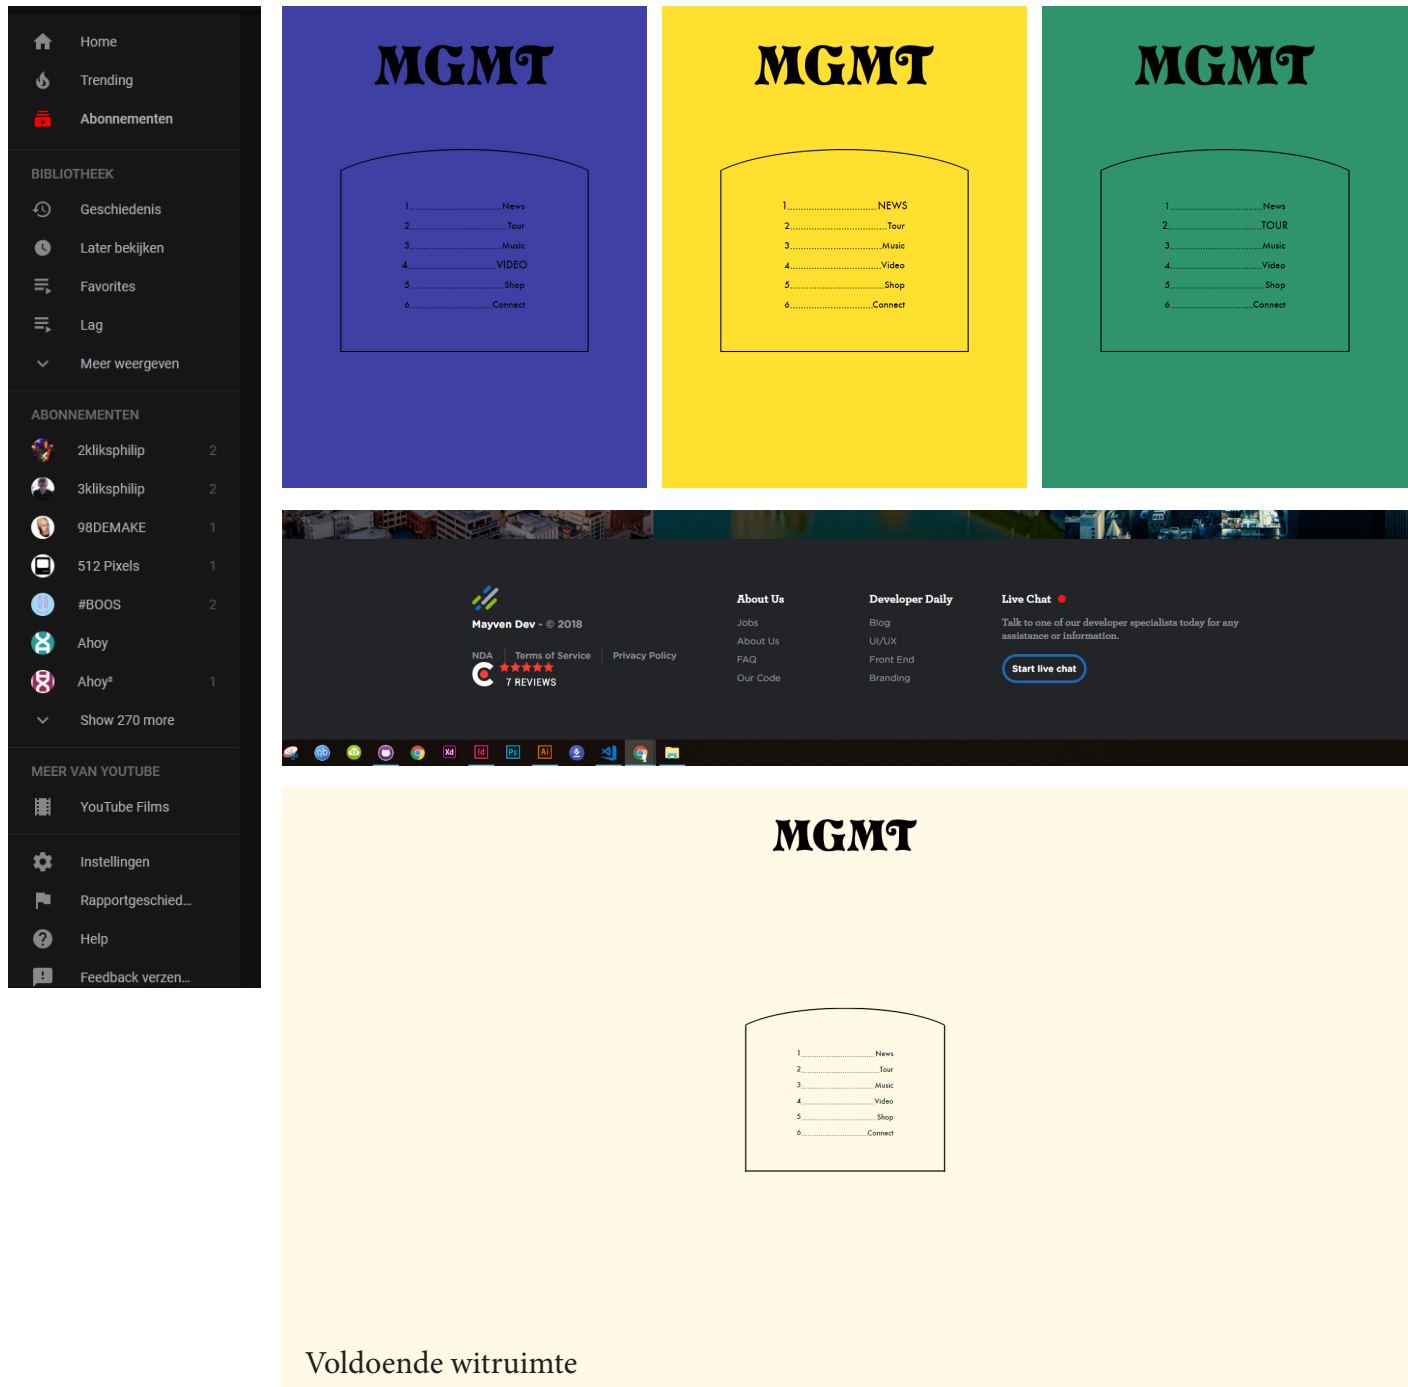 Home
Trending
Abonnementen
BIBLIOTHEEK
Geschiedenis
Later bekijken
Favorites
Lag
Meer weergeven
ABONNEMENTEN
2kliksphilip 2
3kliksphilip 2
98DEMAKE 1
512 Pixels 1
#BOOS 2
Ahoy
Ahoy² 1
Show 270 more
MEER VAN YOUTUBE
YouTube Films
Instellingen
Rapportgeschied...
Help
Feedback verzen...
MGMT
1..............................News
2................................Tour
3..............................Music
4..............................VIDEO
5..............................Shop
6...........................Connect
MGMT
1..............................NEWS
2................................Tour
3..............................Music
4..............................Video
5..............................Shop
6...........................Connect
MGMT
1..............................News
2..............................TOUR
3..............................Music
4..............................Video
5..............................Shop
6...........................Connect
Mayven Dev - © 2018
NDA | Terms of Service | Privacy Policy
7 REVIEWS
About Us
Jobs
About Us
FAQ
Our Code
Developer Daily
Blog
UI/UX
Front End
Branding
Live Chat
Talk to one of our developer specialists today for any
assistance or information.
Start live chat
qb Xd Id Ps Ai
MGMT
1..............................News
2................................Tour
3..............................Music
4..............................Video
5..............................Shop
6...........................Connect
Voldoende witruimte